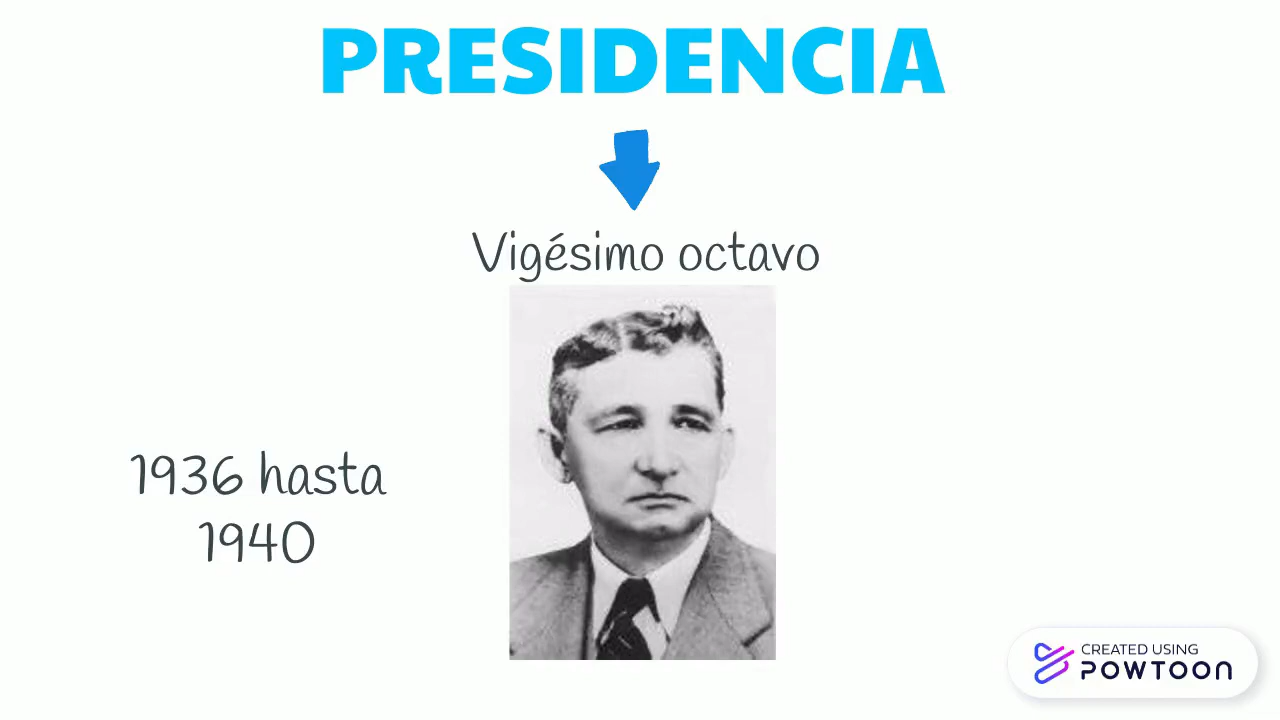 PRESIDENCIA
Vigésimo octavo
1936 hasta
1940
CREATED USING
POWTOON